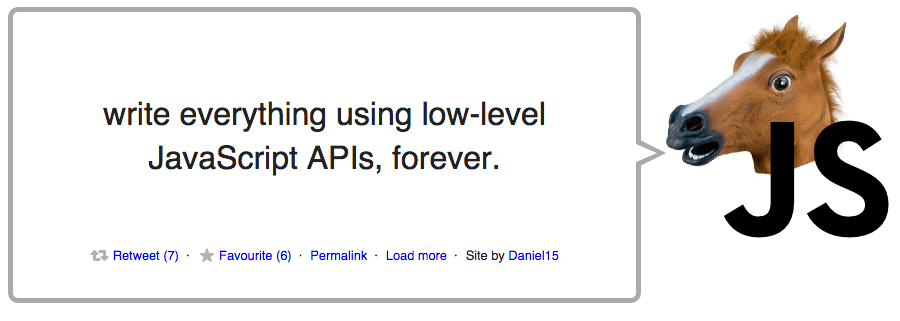 write everything using low-level
JavaScript APIs, forever.
Retweet (7) · Favourite (6) · Permalink · Load more · Site by Daniel15
JS